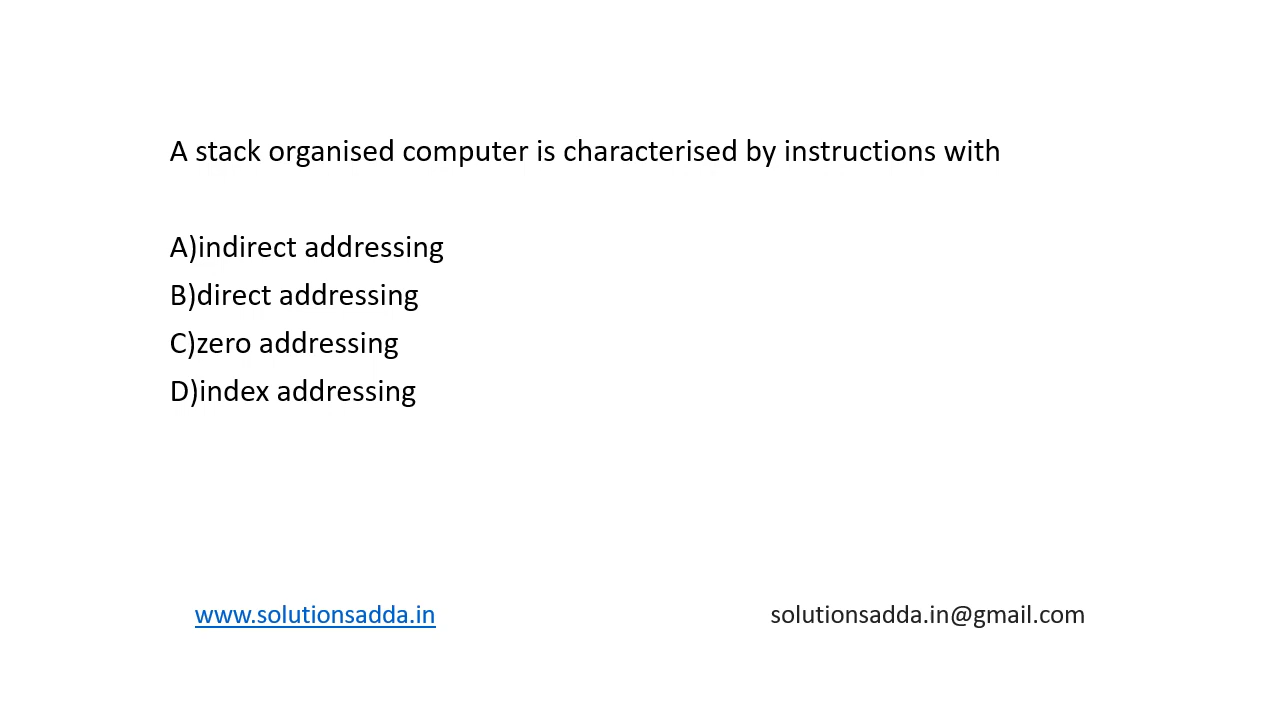 A stack organised computer is characterised by instructions with
A)indirect addressing
B)direct addressing
C)zero addressing
D)index addressing
www.solutionsadda.in
solutionsadda.in@gmail.com